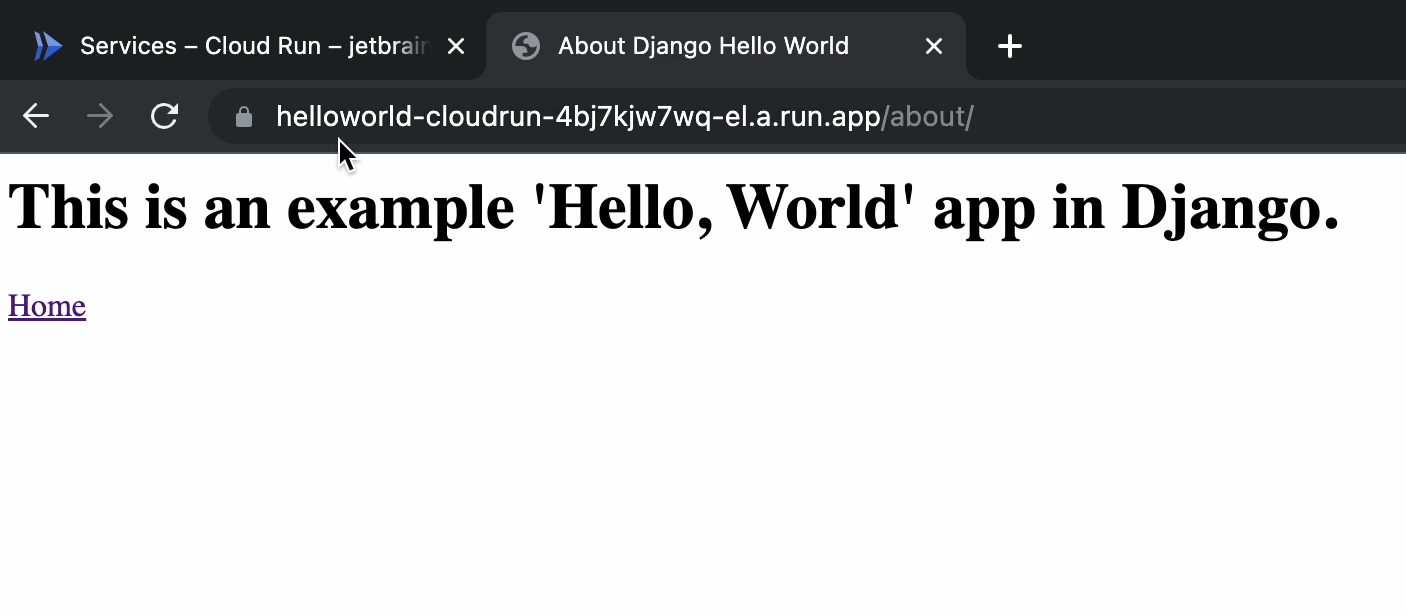 Services – Cloud Run – jetbrain
About Django Hello World
helloworld-cloudrun-4bj7kjw7wq-el.a.run.app/about/
This is an example 'Hello, World' app in Django.
Home